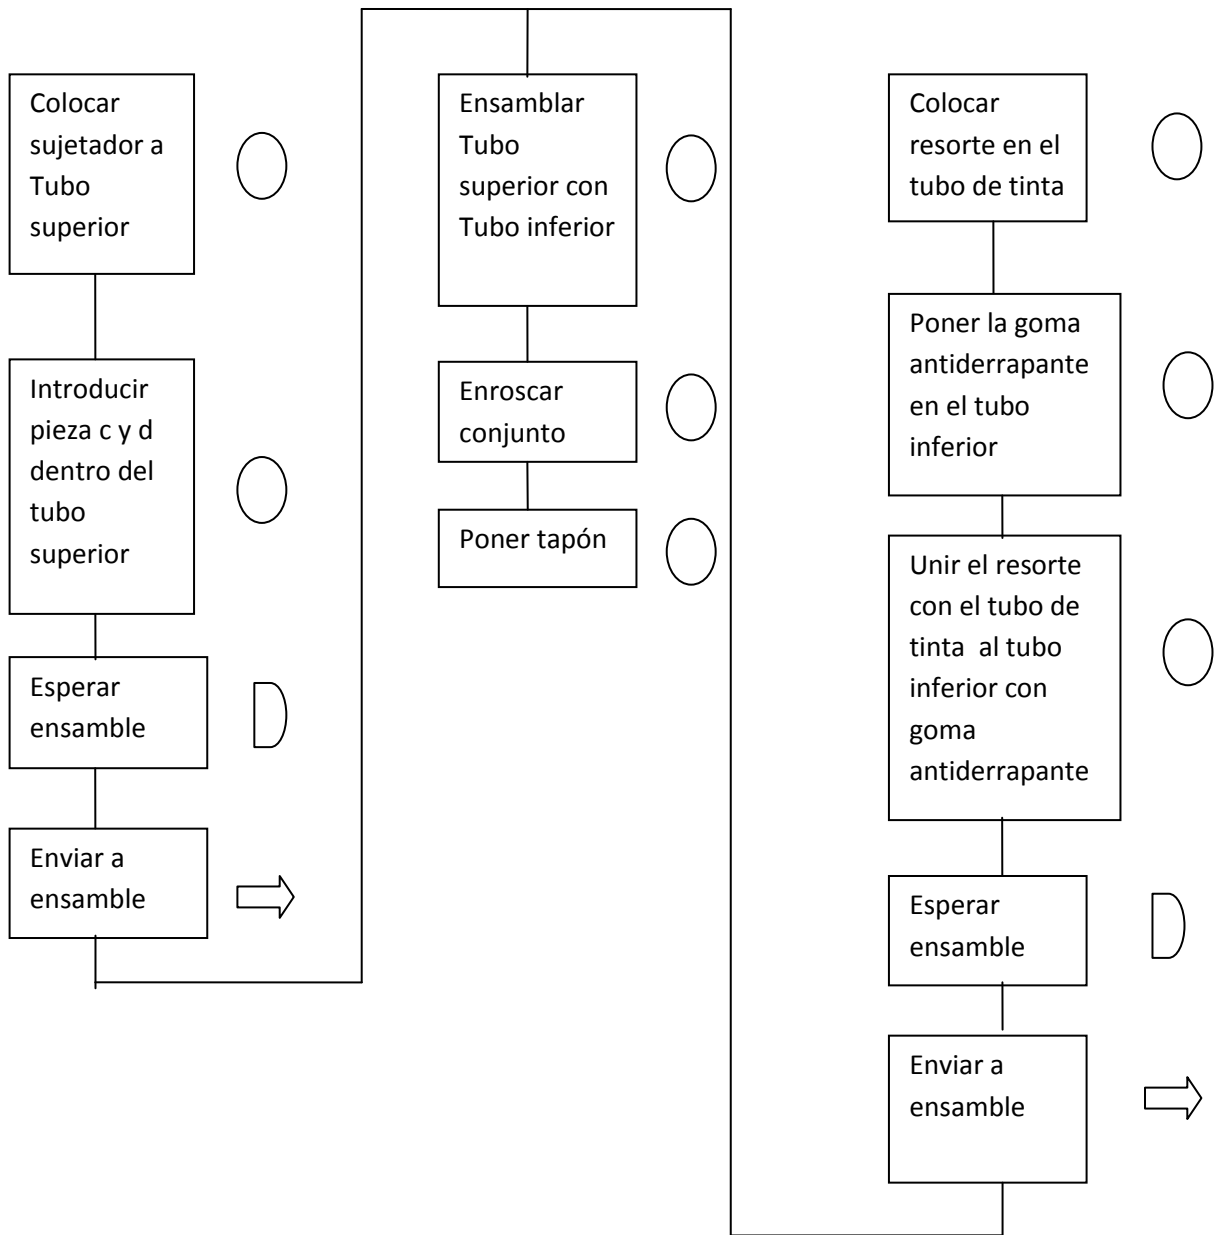 Colocar
sujetador a
Tubo
superior
Introducir
pieza c y d
dentro del
tubo
superior
Esperar
ensamble
Enviar a
ensamble
Ensamblar
Tubo
superior con
Tubo inferior
Enroscar
conjunto
Poner tapón
Colocar
resorte en el
tubo de tinta
Poner la goma
antiderrapante
en el tubo
inferior
Unir el resorte
con el tubo de
tinta  al tubo
inferior con
goma
antiderrapante
Esperar
ensamble
Enviar a
ensamble